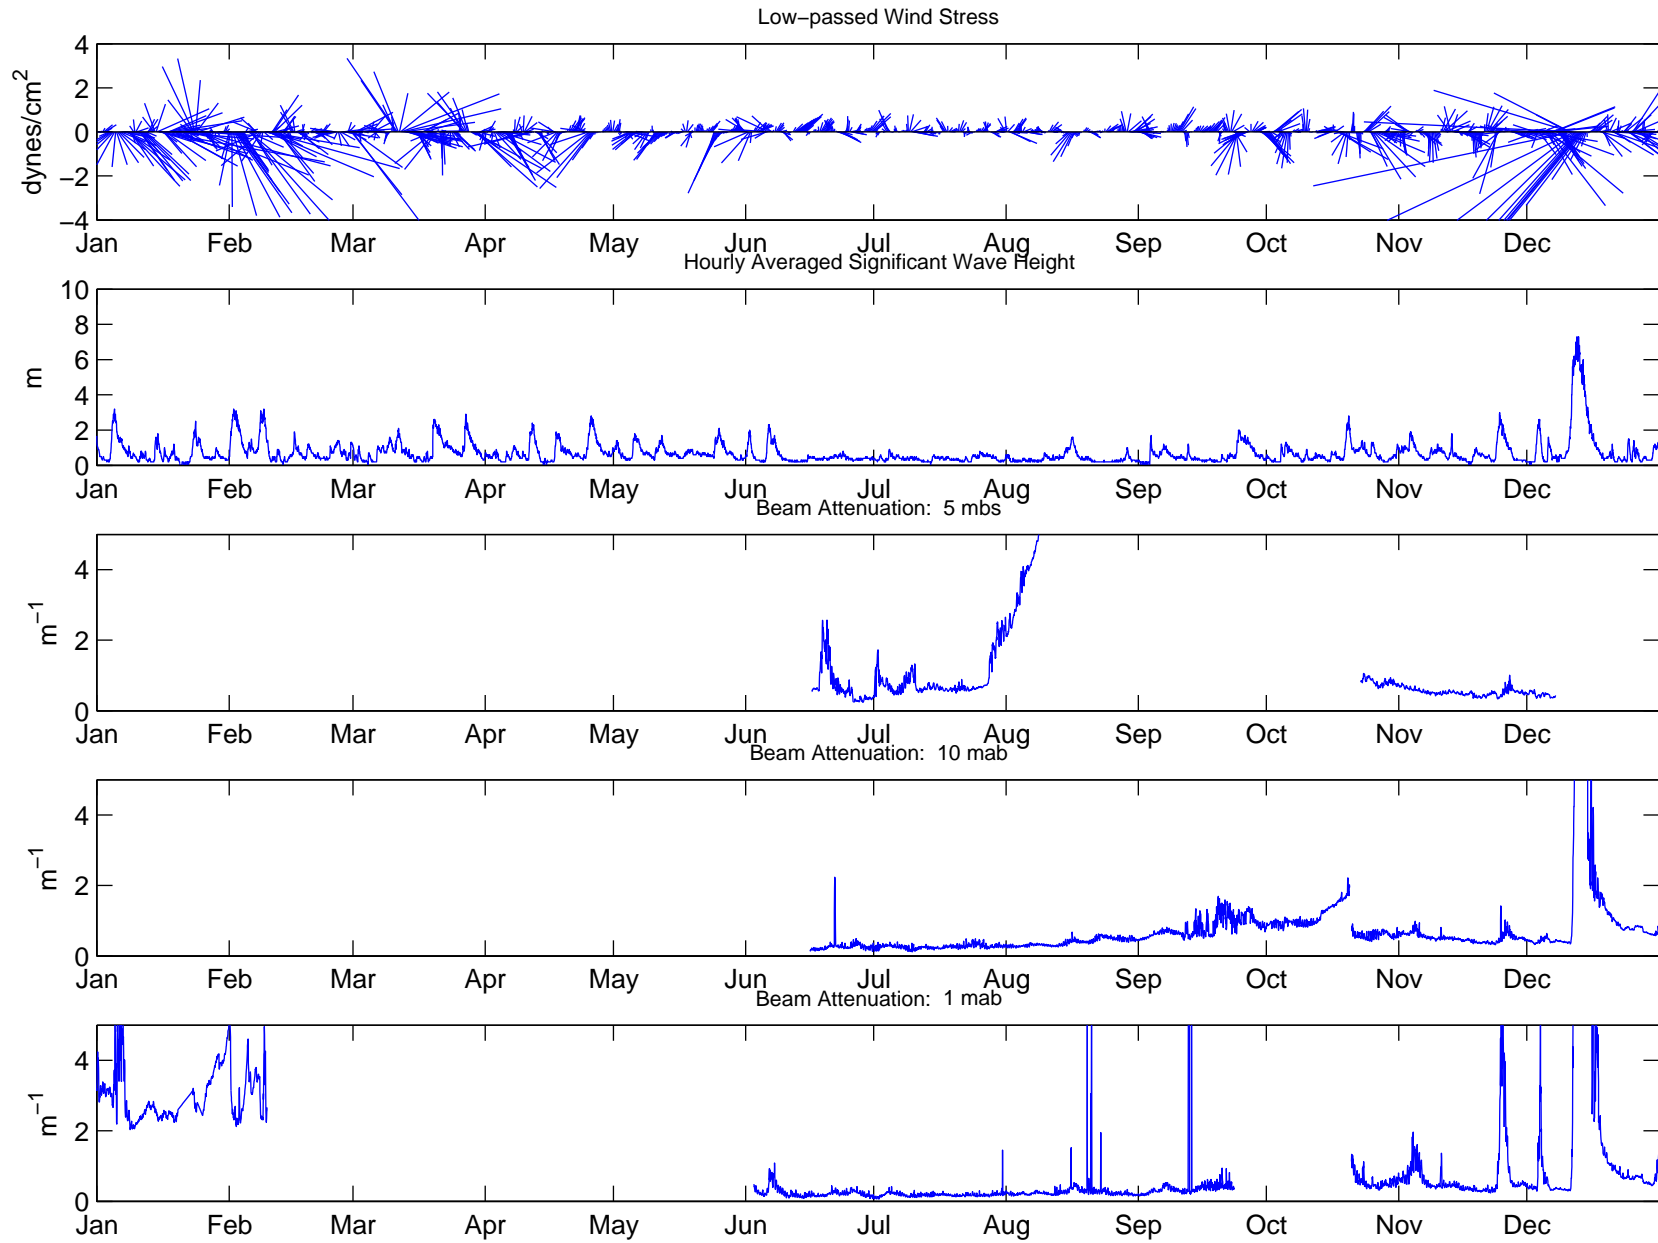 Low−passed Wind Stress
4
2
0
−2
−4
dynes/cm²
Jan Feb Mar Apr May Jun Jul Aug Sep Oct Nov Dec
Hourly Averaged Significant Wave Height
10
8
6
4
2
0
m
Jan Feb Mar Apr May Jun Jul Aug Sep Oct Nov Dec
Beam Attenuation: 5 mbs
4
2
0
m⁻¹
Jan Feb Mar Apr May Jun Jul Aug Sep Oct Nov Dec
Beam Attenuation: 10 mab
4
2
0
m⁻¹
Jan Feb Mar Apr May Jun Jul Aug Sep Oct Nov Dec
Beam Attenuation: 1 mab
4
2
0
m⁻¹
Jan Feb Mar Apr May Jun Jul Aug Sep Oct Nov Dec